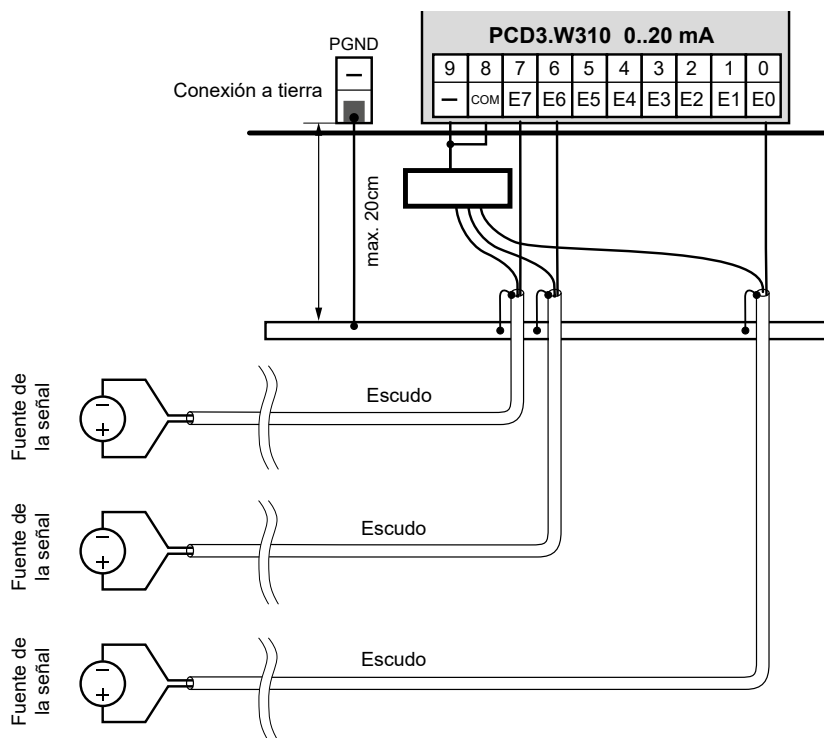 PCD3.W310 0..20 mA
PGND
9 8 7 6 5 4 3 2 1 0
–
– COM E7 E6 E5 E4 E3 E2 E1 E0
Conexión a tierra
max. 20cm
Fuente de
la señal
–
+
Escudo
Fuente de
la señal
–
+
Escudo
Fuente de
la señal
–
+
Escudo